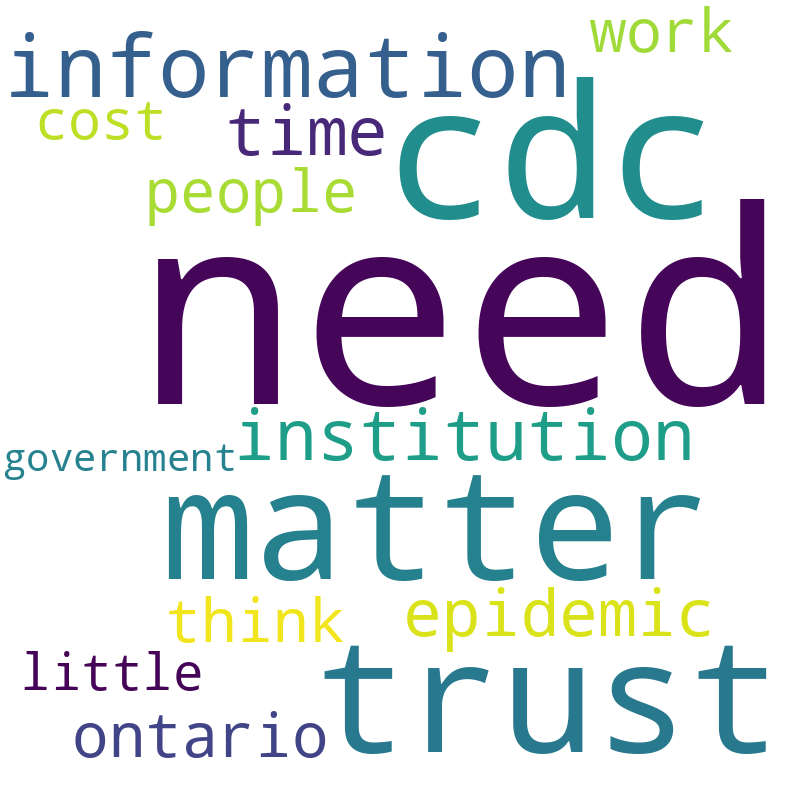 work
information
cdc
cost
time
people
need
institution
government
matter
think
epidemic
little
trust
ontario